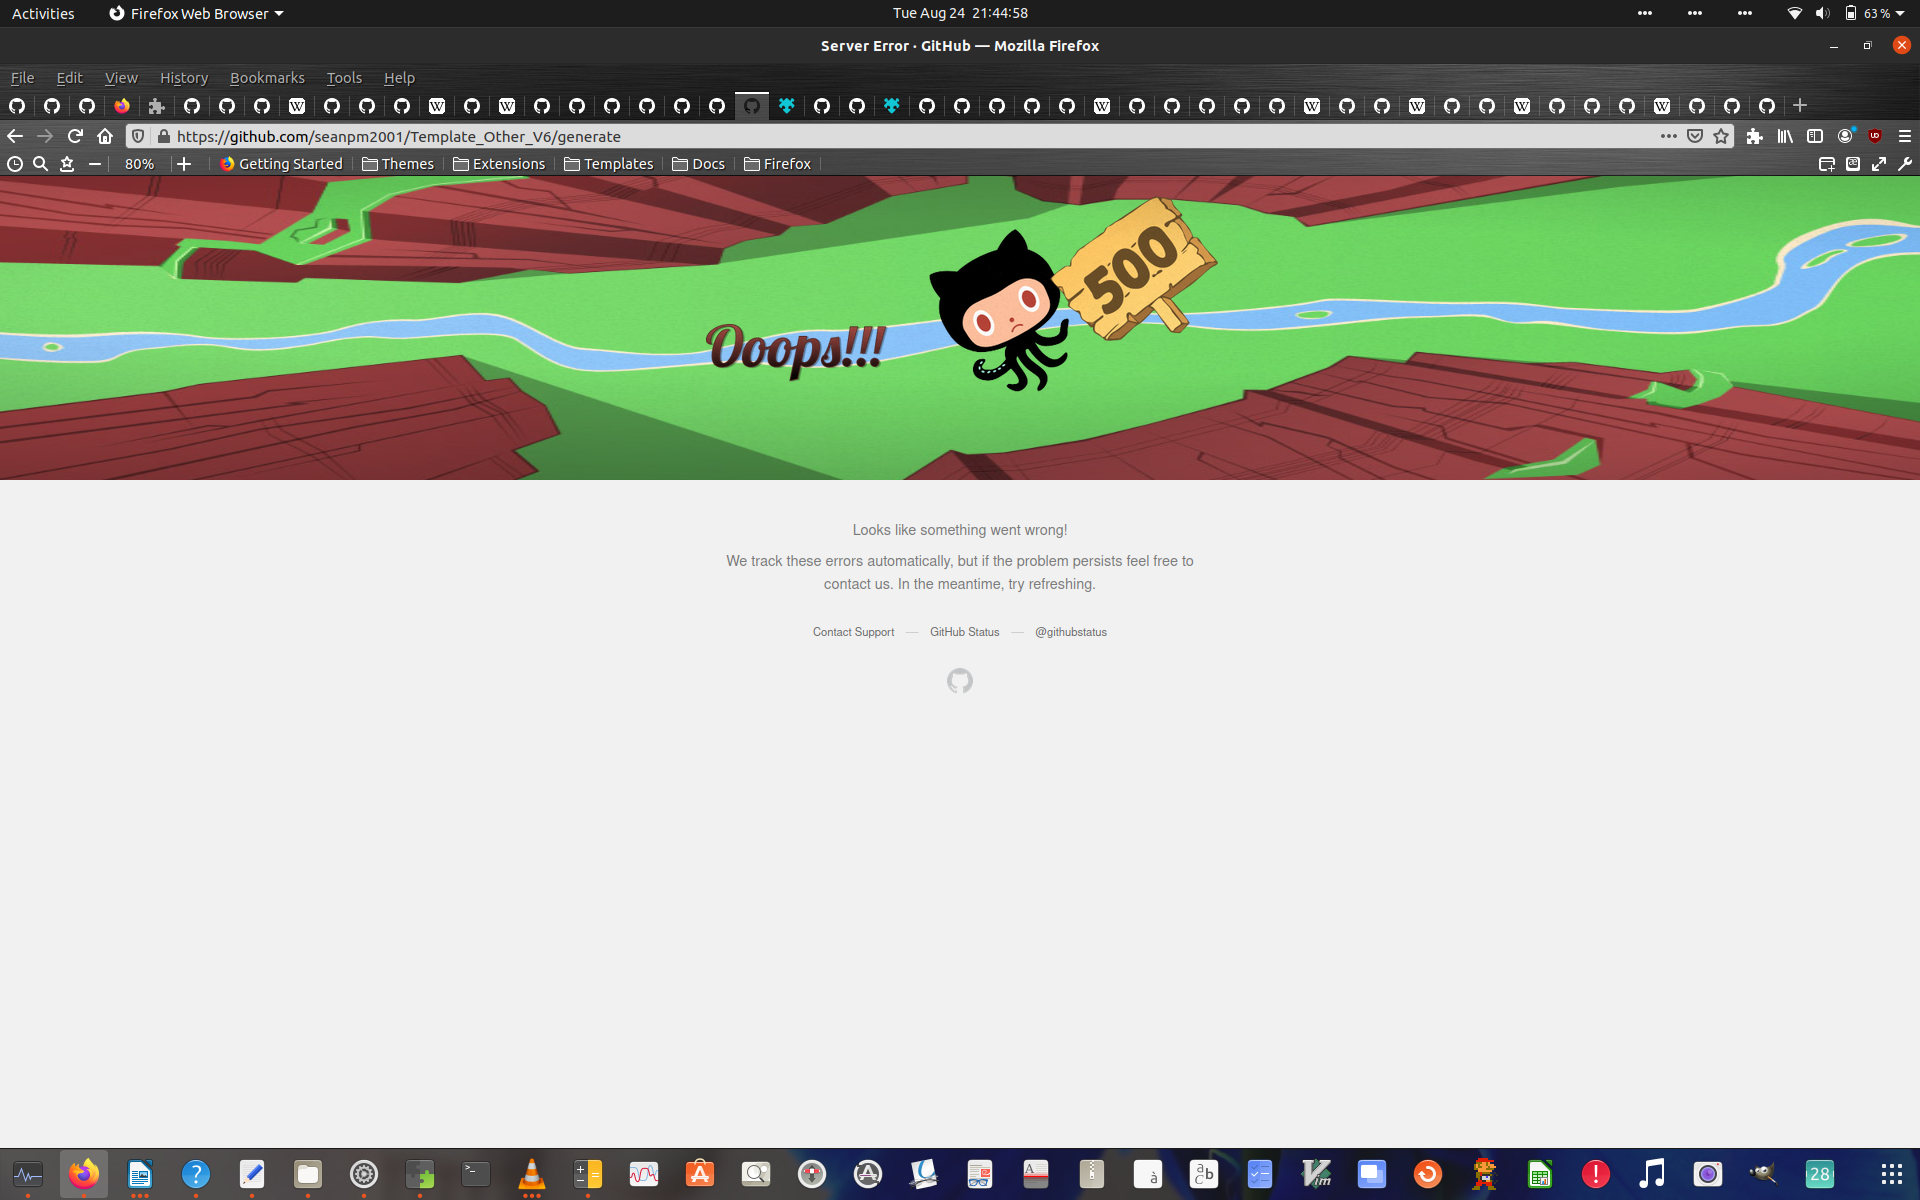 Activities
Firefox Web Browser
Tue Aug 24 21:44:58
63 %
Server Error · GitHub — Mozilla Firefox
File Edit View History Bookmarks Tools Help
https://github.com/seanpm2001/Template_Other_V6/generate
80%
Getting Started
Themes
Extensions
Templates
Docs
Firefox
500
Ooops!!!
Looks like something went wrong!
We track these errors automatically, but if the problem persists feel free to
contact us. In the meantime, try refreshing.
Contact Support — GitHub Status — @githubstatus
28